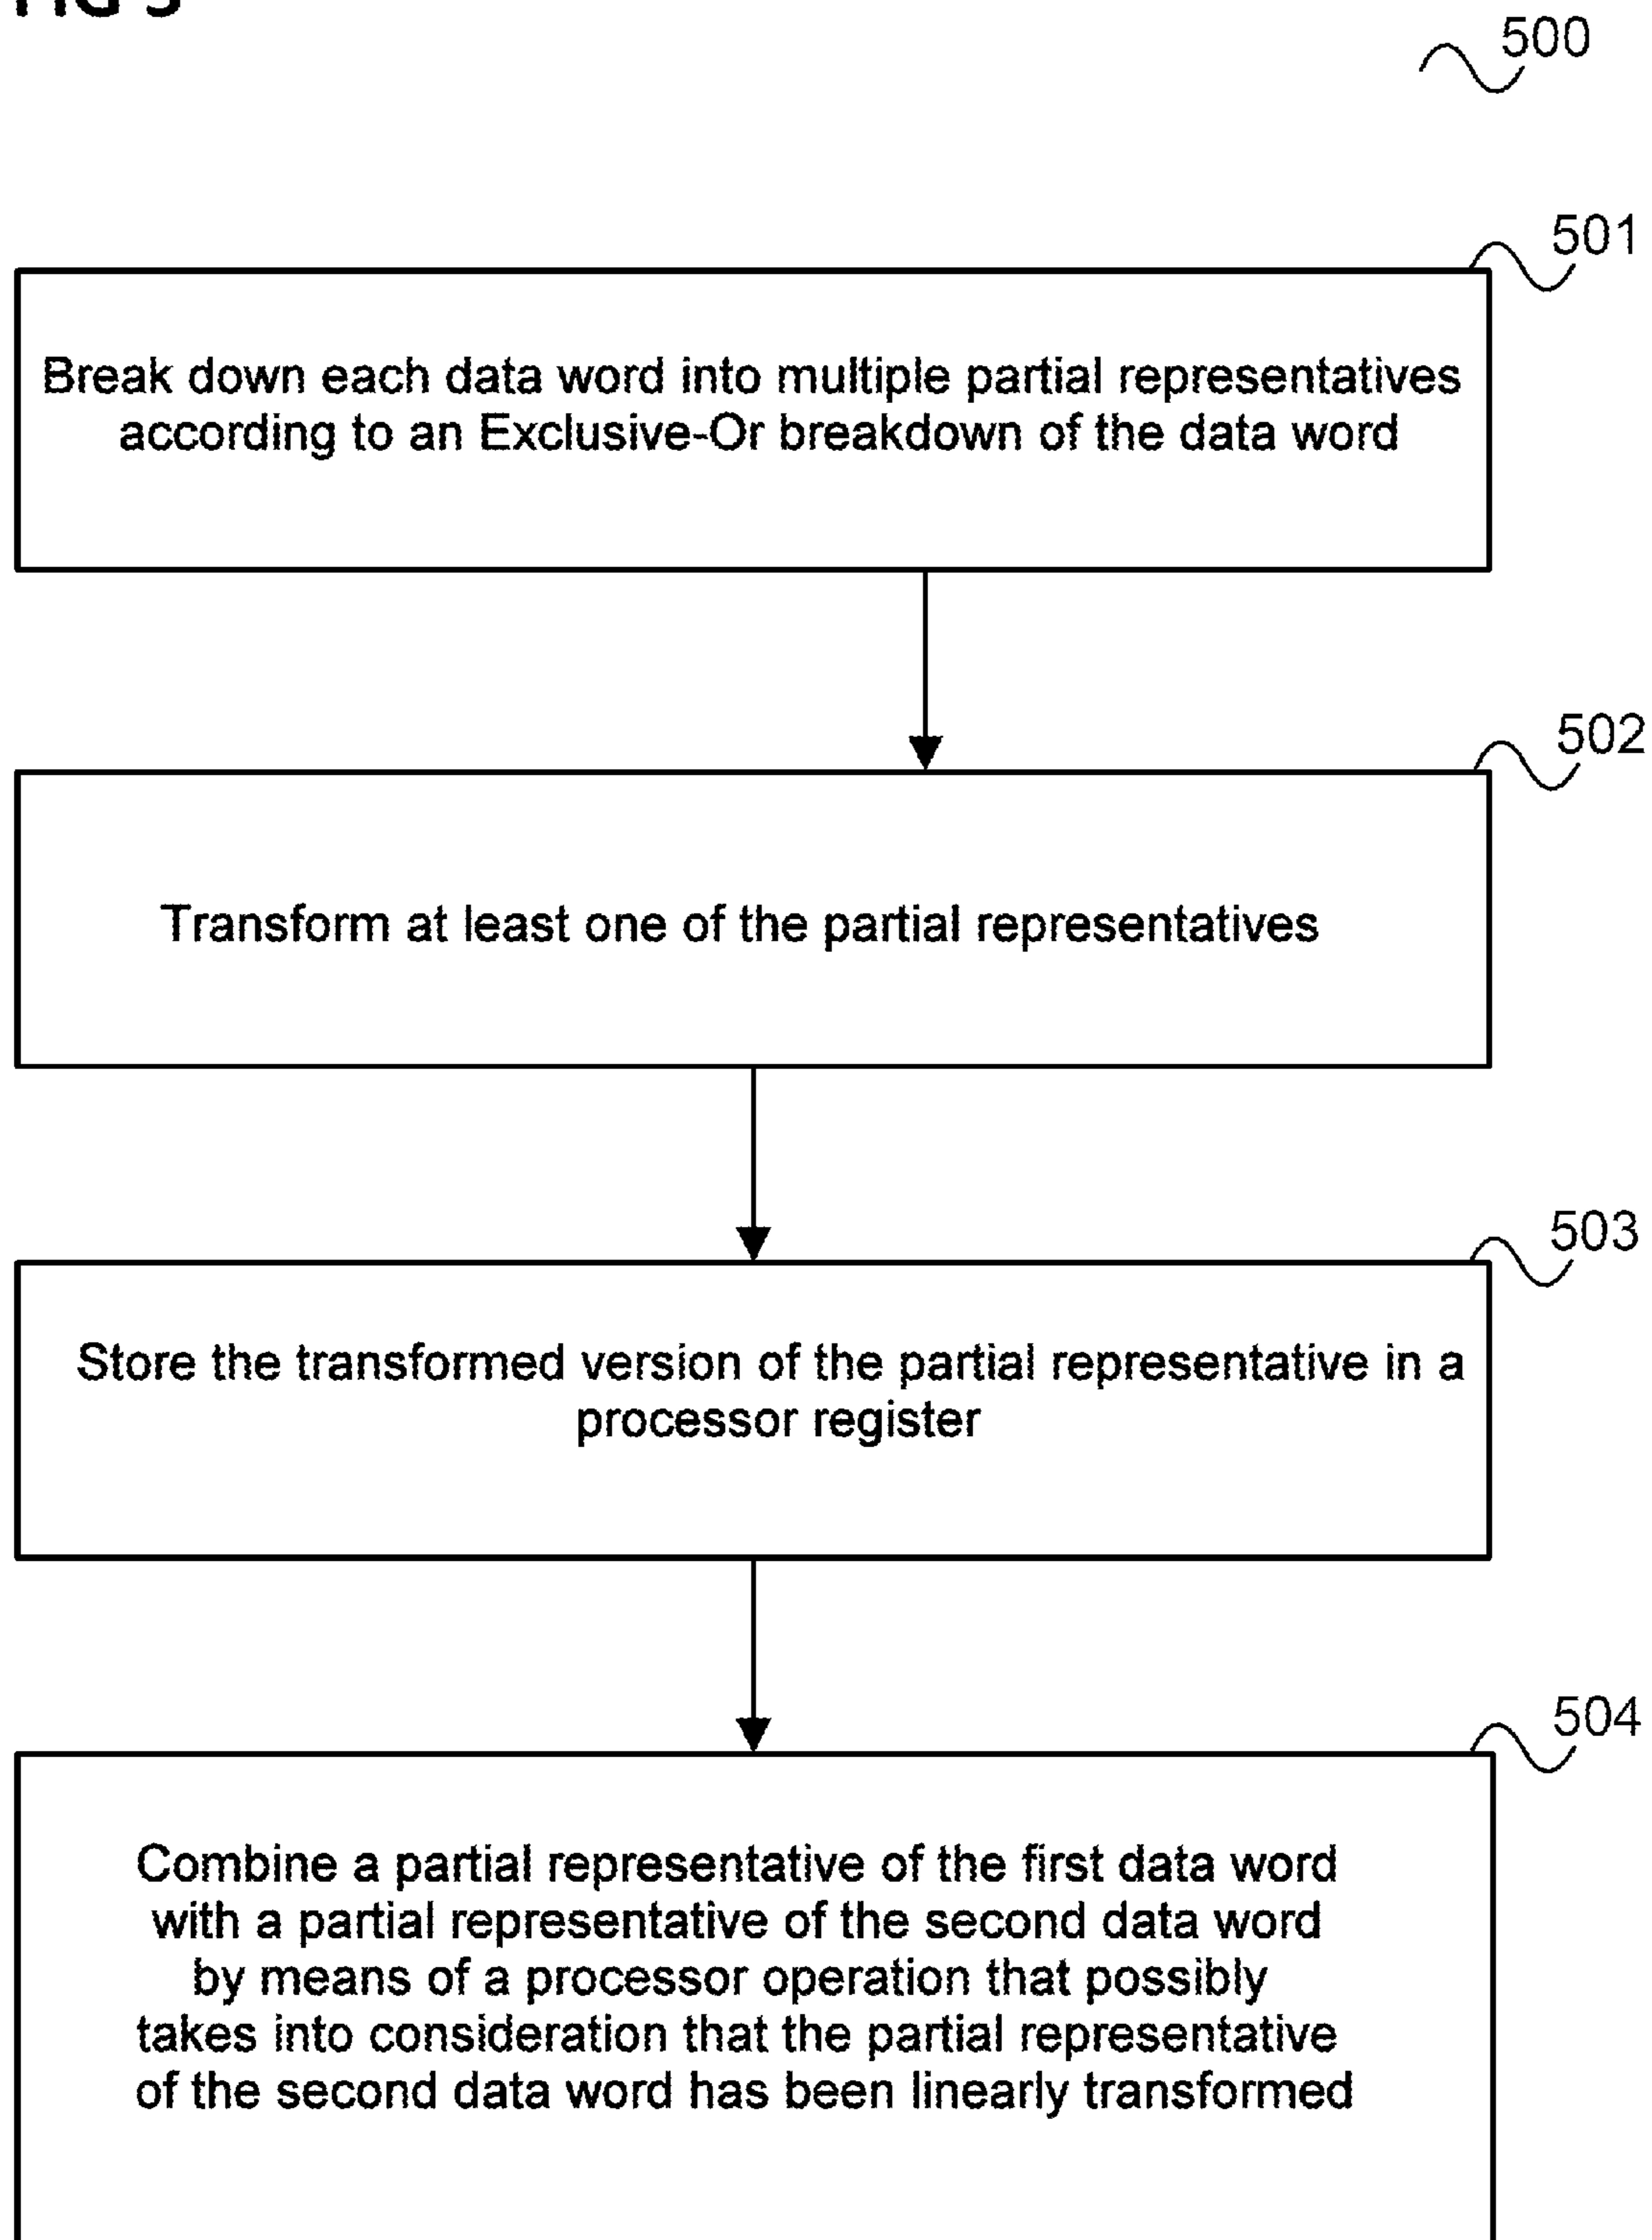 FIG 5
500
501
Break down each data word into multiple partial representatives
according to an Exclusive-Or breakdown of the data word
502
Transform at least one of the partial representatives
503
Store the transformed version of the partial representative in a
processor register
504
Combine a partial representative of the first data word
with a partial representative of the second data word
by means of a processor operation that possibly
takes into consideration that the partial representative
of the second data word has been linearly transformed